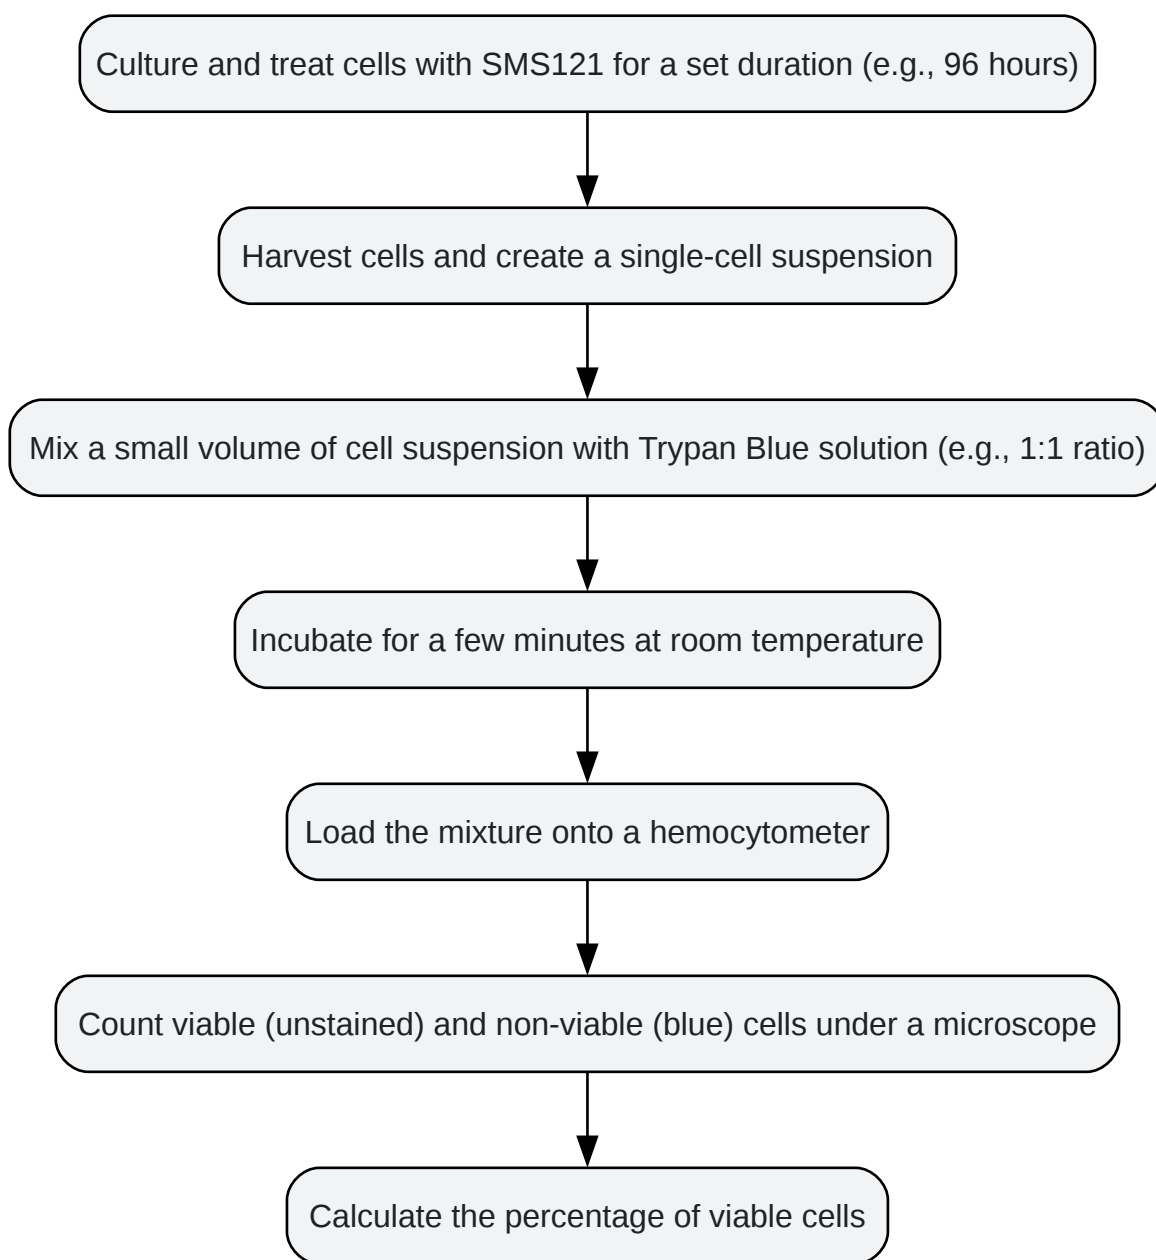 Culture and treat cells with SMS121 for a set duration (e.g., 96 hours)
Harvest cells and create a single-cell suspension
Mix a small volume of cell suspension with Trypan Blue solution (e.g., 1:1 ratio)
Incubate for a few minutes at room temperature
Load the mixture onto a hemocytometer
Count viable (unstained) and non-viable (blue) cells under a microscope
Calculate the percentage of viable cells